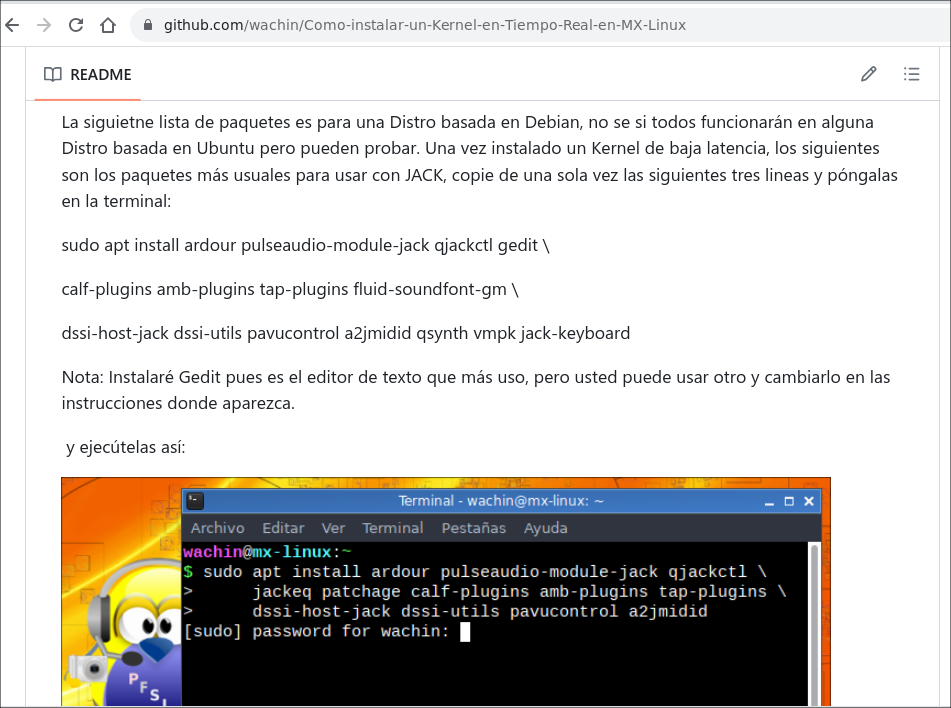 github.com/wachin/Como-instalar-un-Kernel-en-Tiempo-Real-en-MX-Linux
README
La siguietne lista de paquetes es para una Distro basada en Debian, no se si todos funcionarán en alguna
Distro basada en Ubuntu pero pueden probar. Una vez instalado un Kernel de baja latencia, los siguientes
son los paquetes más usuales para usar con JACK, copie de una sola vez las siguientes tres lineas y póngalas
en la terminal:
sudo apt install ardour pulseaudio-module-jack qjackctl gedit \
calf-plugins amb-plugins tap-plugins fluid-soundfont-gm \
dssi-host-jack dssi-utils pavucontrol a2jmidid qsynth vmpk jack-keyboard
Nota: Instalaré Gedit pues es el editor de texto que más uso, pero usted puede usar otro y cambiarlo en las
instrucciones donde aparezca.
y ejecútelas así:
Terminal - wachin@mx-linux: ~
Archivo Editar Ver Terminal Pestañas Ayuda
wachin@mx-linux:~
$ sudo apt install ardour pulseaudio-module-jack qjackctl \
> jackeq patchage calf-plugins amb-plugins tap-plugins \
> dssi-host-jack dssi-utils pavucontrol a2jmidid
[sudo] password for wachin:
PFSL